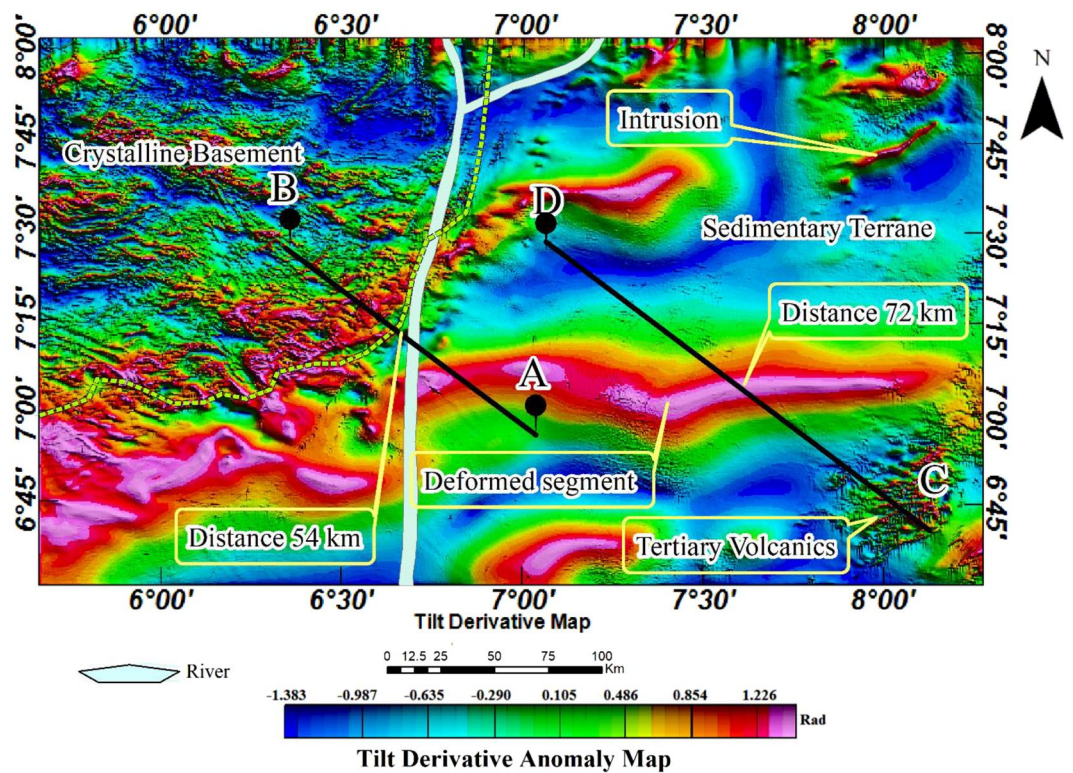 6°00' 6°30' 7°00' 7°30' 8°00'
8°00' 7°45' 7°30' 7°15' 7°00' 6°45'
8°00' 7°45' 7°30' 7°15' 7°00' 6°45'
N
Intrusion
Crystalline Basement
B
D
Sedimentary Terrane
Distance 72 km
A
Deformed segment
C
Distance 54 km
Tertiary Volcanics
6°00' 6°30' 7°00' 7°30' 8°00'
Tilt Derivative Map
River
0 12.5 25 50 75 100
Km
-1.383 -0.987 -0.635 -0.290 0.105 0.486 0.854 1.226
Rad
Tilt Derivative Anomaly Map